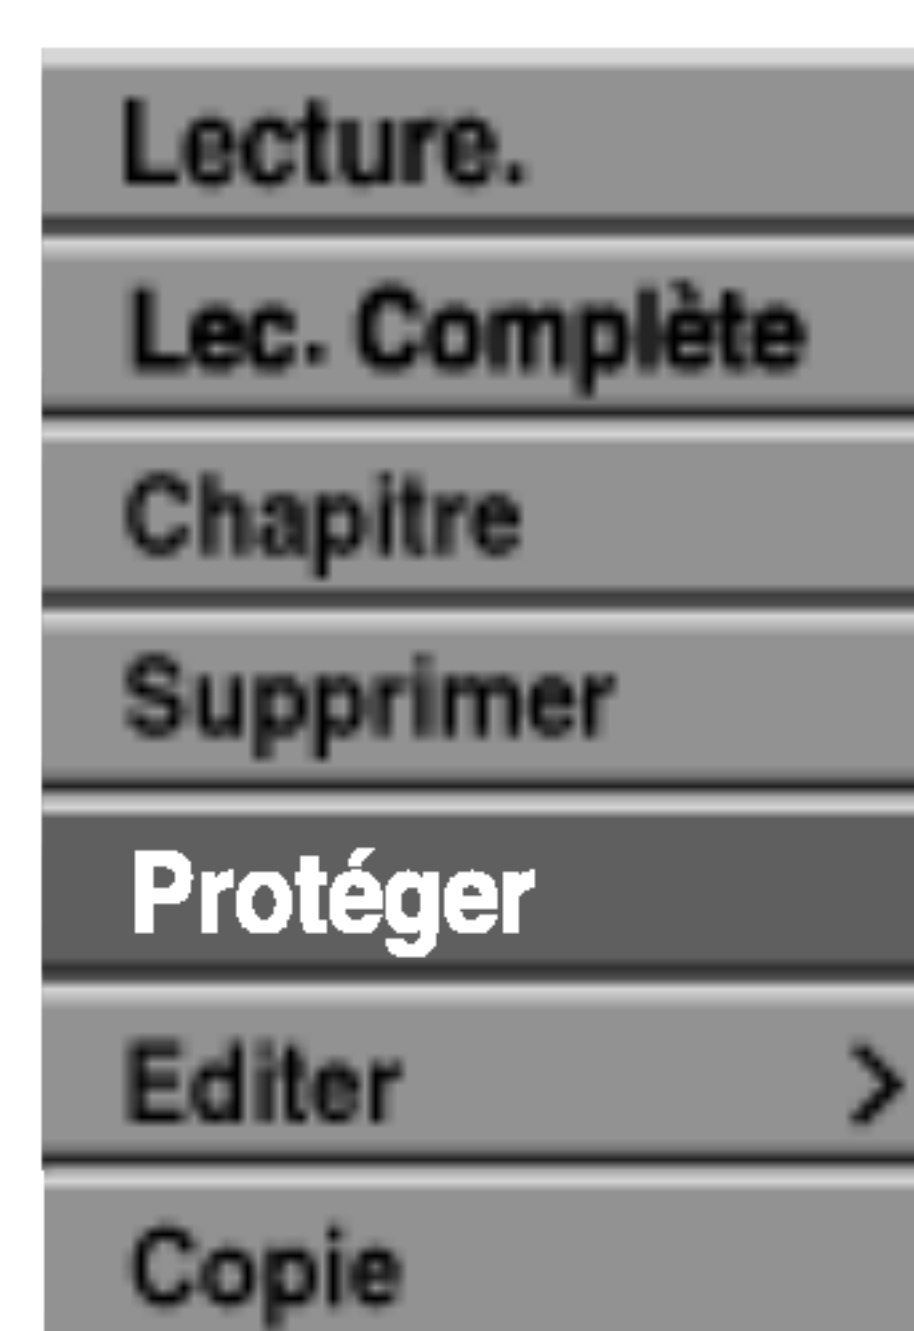 Lecture.
Lec. Complète
Chapitre
Supprimer
Protéger
Editer >
Copie